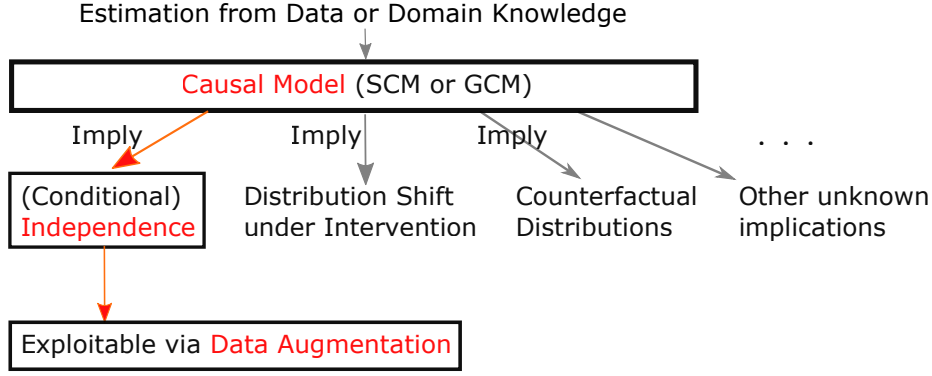 Estimation from Data or Domain Knowledge
Causal Model (SCM or GCM)
Imply Imply Imply . . .
(Conditional)
Independence
Distribution Shift
under Intervention
Counterfactual
Distributions
Other unknown
implications
Exploitable via Data Augmentation